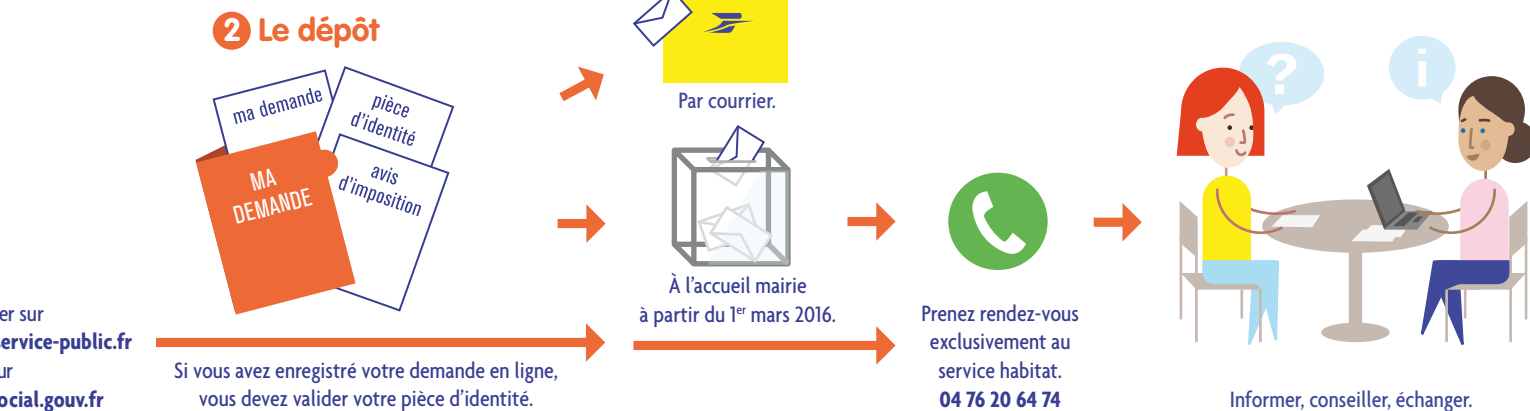 2 Le dépôt
ma demande
pièce
d'identité
avis
d'imposition
MA
DEMANDE
er sur
service-public.fr
ur
ocial.gouv.fr
Si vous avez enregistré votre demande en ligne,
vous devez valider votre pièce d'identité.
Par courrier.
À l'accueil mairie
à partir du 1er mars 2016.
Prenez rendez-vous
exclusivement au
service habitat.
04 76 20 64 74
?
i
Informer, conseiller, échanger.